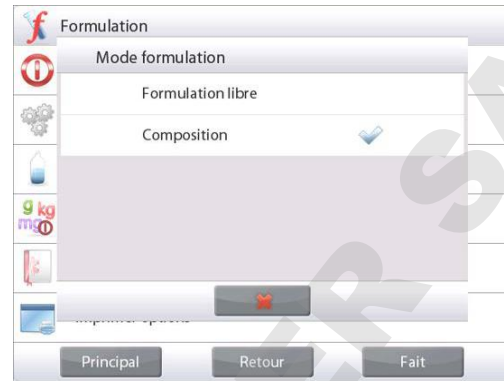 Formulation
Mode formulation
Formulation libre
Composition
g kg
mg
Principal
Retour
Fait